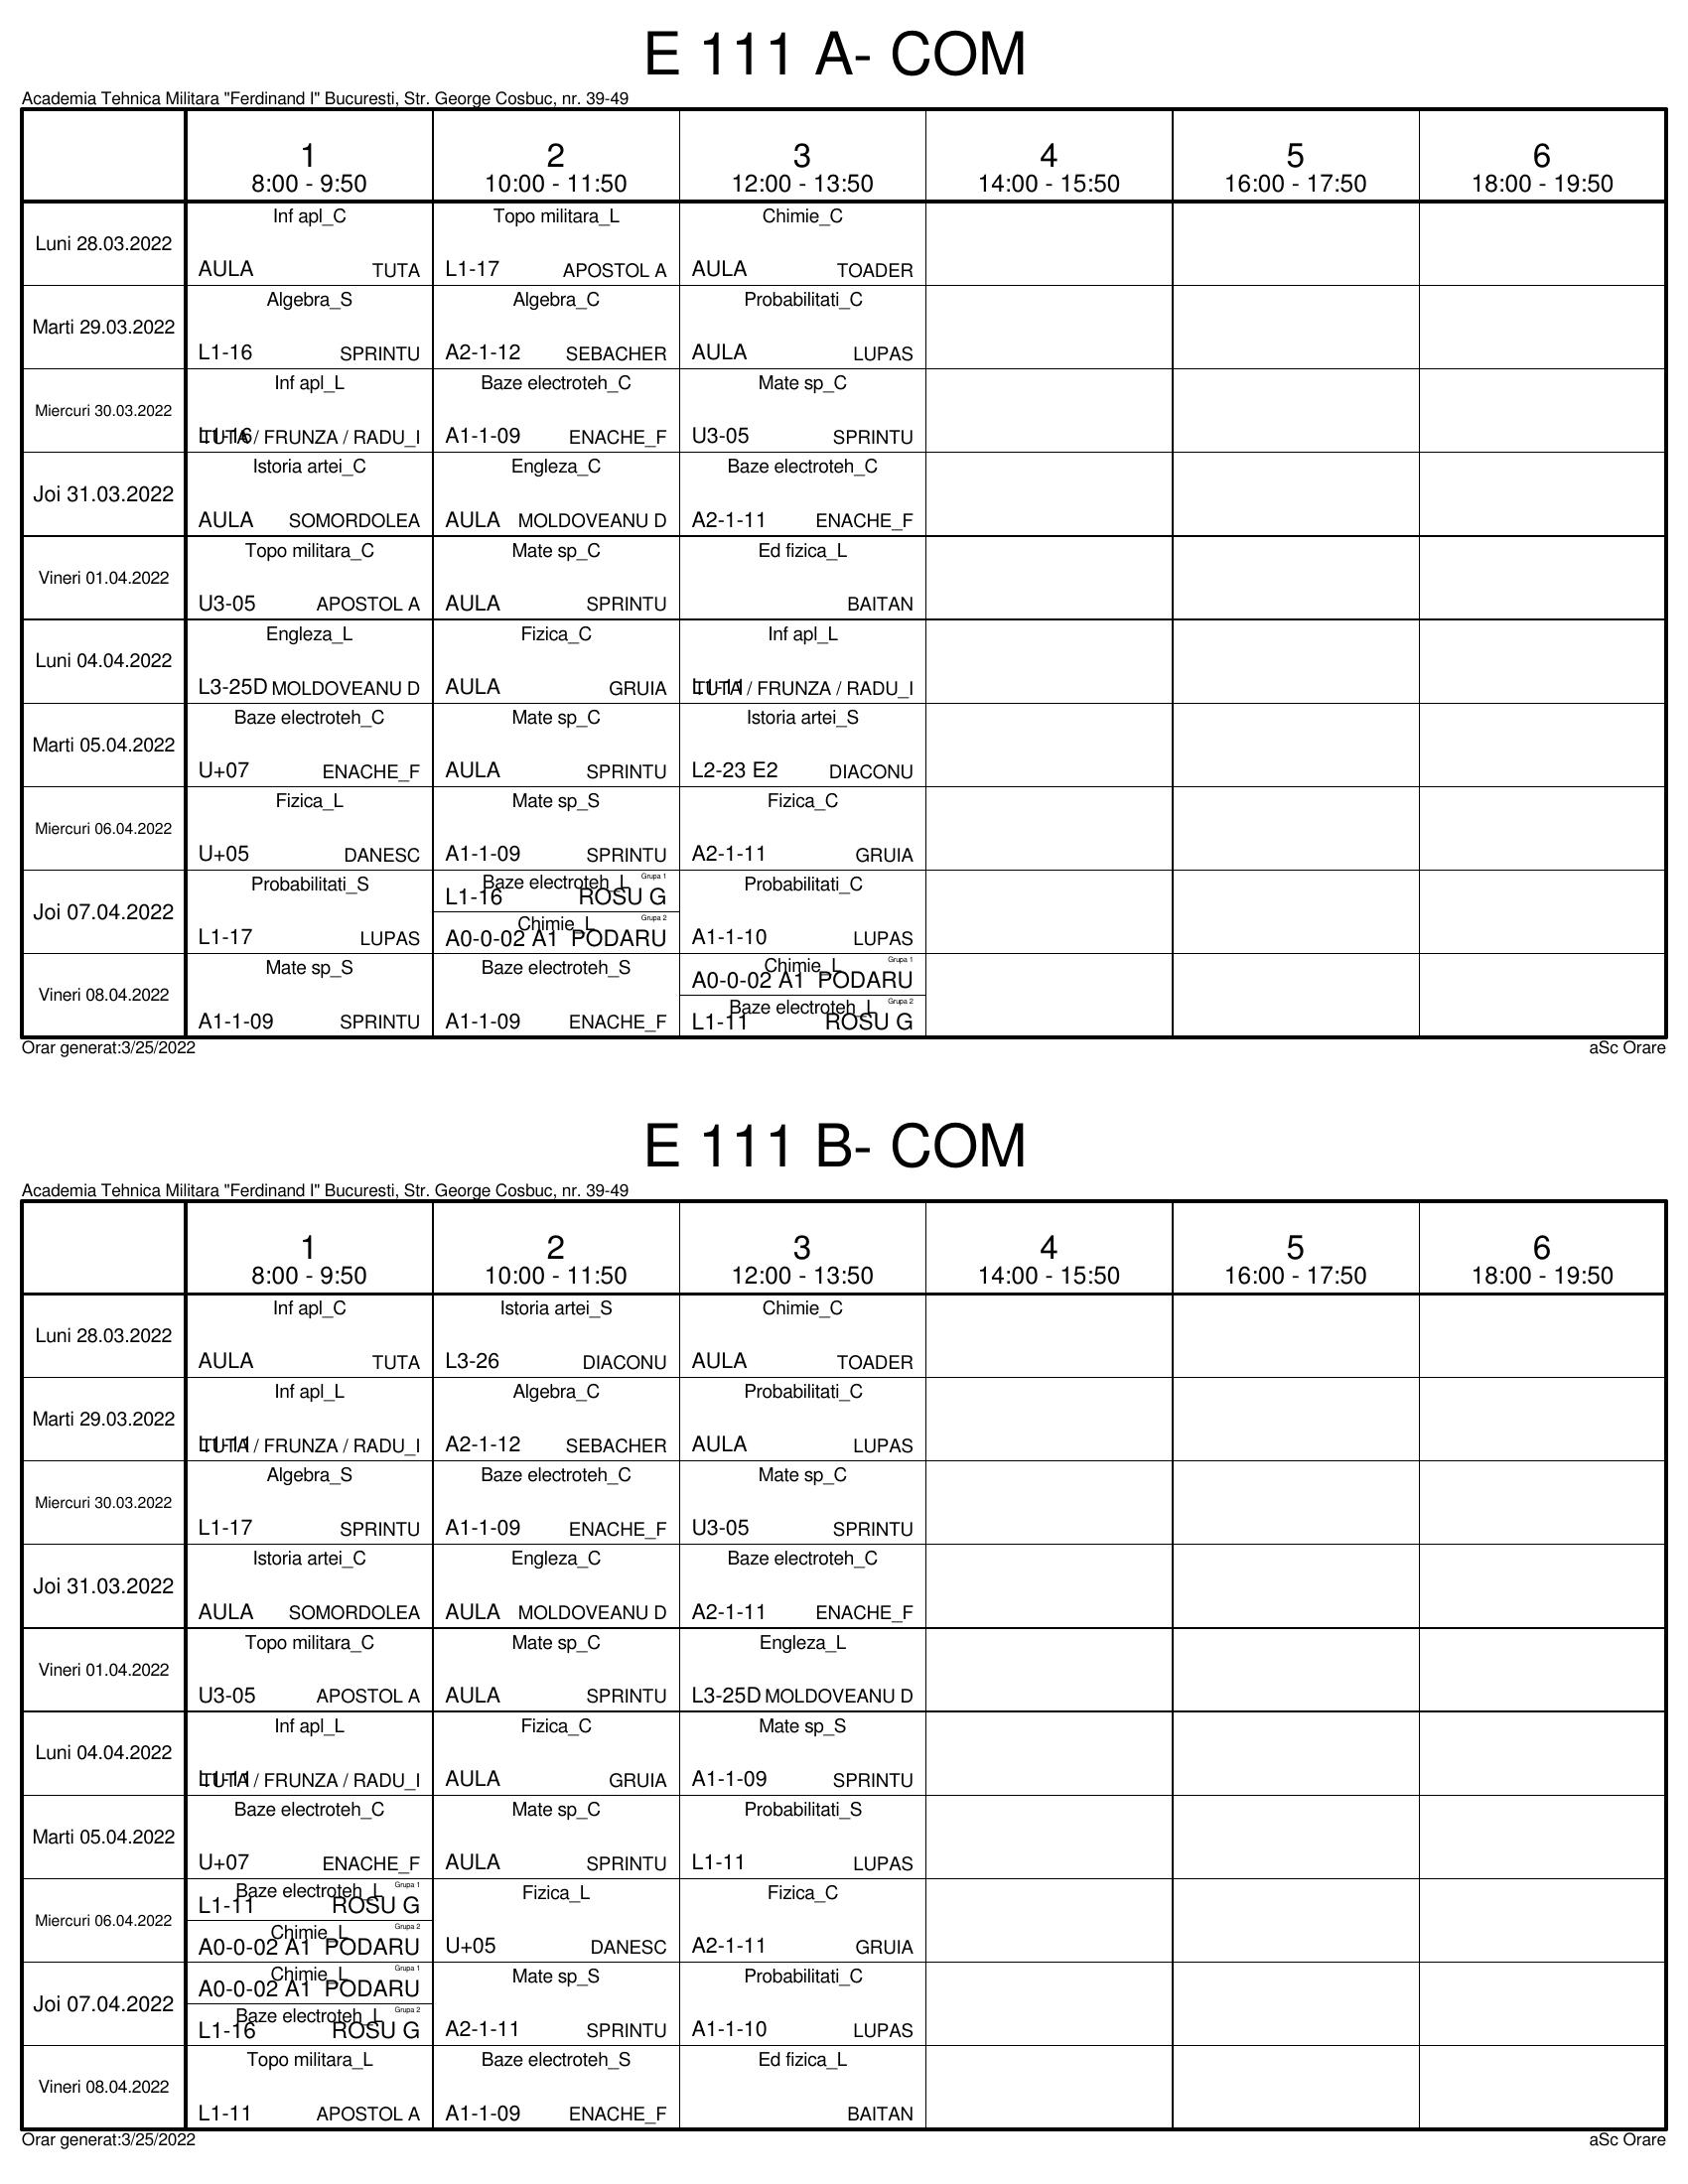 E 111 A- COM
Academia Tehnica Militara "Ferdinand I" Bucuresti, Str. George Cosbuc, nr. 39-49
1 2 3 4 5 6
8:00 - 9:50 10:00 - 11:50 12:00 - 13:50 14:00 - 15:50 16:00 - 17:50 18:00 - 19:50
Luni 28.03.2022
Inf apl_C Topo militara_L Chimie_C
AULA TUTA L1-17 APOSTOL A AULA TOADER
Marti 29.03.2022
Algebra_S Algebra_C Probabilitati_C
L1-16 SPRINTU A2-1-12 SEBACHER AULA LUPAS
Miercuri 30.03.2022
Inf apl_L Baze electroteh_C Mate sp_C
L1-16 TUTA / FRUNZA / RADU_I A1-1-09 ENACHE_F U3-05 SPRINTU
Joi 31.03.2022
Istoria artei_C Engleza_C Baze electroteh_C
AULA SOMORDOLEA AULA MOLDOVEANU D A2-1-11 ENACHE_F
Vineri 01.04.2022
Topo militara_C Mate sp_C Ed fizica_L
U3-05 APOSTOL A AULA SPRINTU BAITAN
Luni 04.04.2022
Engleza_L Fizica_C Inf apl_L
L3-25D MOLDOVEANU D AULA GRUIA L1-11 TUTA / FRUNZA / RADU_I
Marti 05.04.2022
Baze electroteh_C Mate sp_C Istoria artei_S
U+07 ENACHE_F AULA SPRINTU L2-23 E2 DIACONU
Miercuri 06.04.2022
Fizica_L Mate sp_S Fizica_C
U+05 DANESC A1-1-09 SPRINTU A2-1-11 GRUIA
Joi 07.04.2022
Probabilitati_S
L1-17 LUPAS
Baze electroteh_L Grupa 1
L1-16 ROSU G
Chimie_L Grupa 2
A0-0-02 A1 PODARU
Probabilitati_C
A1-1-10 LUPAS
Vineri 08.04.2022
Mate sp_S
A1-1-09 SPRINTU
Baze electroteh_S
A1-1-09 ENACHE_F
Chimie_L Grupa 1
A0-0-02 A1 PODARU
Baze electroteh_L Grupa 2
L1-11 ROSU G
Orar generat:3/25/2022 aSc Orare
E 111 B- COM
Academia Tehnica Militara "Ferdinand I" Bucuresti, Str. George Cosbuc, nr. 39-49
1 2 3 4 5 6
8:00 - 9:50 10:00 - 11:50 12:00 - 13:50 14:00 - 15:50 16:00 - 17:50 18:00 - 19:50
Luni 28.03.2022
Inf apl_C Istoria artei_S Chimie_C
AULA TUTA L3-26 DIACONU AULA TOADER
Marti 29.03.2022
Inf apl_L Algebra_C Probabilitati_C
L1-11 TUTA / FRUNZA / RADU_I A2-1-12 SEBACHER AULA LUPAS
Miercuri 30.03.2022
Algebra_S Baze electroteh_C Mate sp_C
L1-17 SPRINTU A1-1-09 ENACHE_F U3-05 SPRINTU
Joi 31.03.2022
Istoria artei_C Engleza_C Baze electroteh_C
AULA SOMORDOLEA AULA MOLDOVEANU D A2-1-11 ENACHE_F
Vineri 01.04.2022
Topo militara_C Mate sp_C Engleza_L
U3-05 APOSTOL A AULA SPRINTU L3-25D MOLDOVEANU D
Luni 04.04.2022
Inf apl_L Fizica_C Mate sp_S
L1-11 TUTA / FRUNZA / RADU_I AULA GRUIA A1-1-09 SPRINTU
Marti 05.04.2022
Baze electroteh_C Mate sp_C Probabilitati_S
U+07 ENACHE_F AULA SPRINTU L1-11 LUPAS
Miercuri 06.04.2022
Baze electroteh_L Grupa 1
L1-11 ROSU G
Chimie_L Grupa 2
A0-0-02 A1 PODARU
Fizica_L
U+05 DANESC
Fizica_C
A2-1-11 GRUIA
Joi 07.04.2022
Chimie_L Grupa 1
A0-0-02 A1 PODARU
Baze electroteh_L Grupa 2
L1-16 ROSU G
Mate sp_S
A2-1-11 SPRINTU
Probabilitati_C
A1-1-10 LUPAS
Vineri 08.04.2022
Topo militara_L Baze electroteh_S Ed fizica_L
L1-11 APOSTOL A A1-1-09 ENACHE_F BAITAN
Orar generat:3/25/2022 aSc Orare